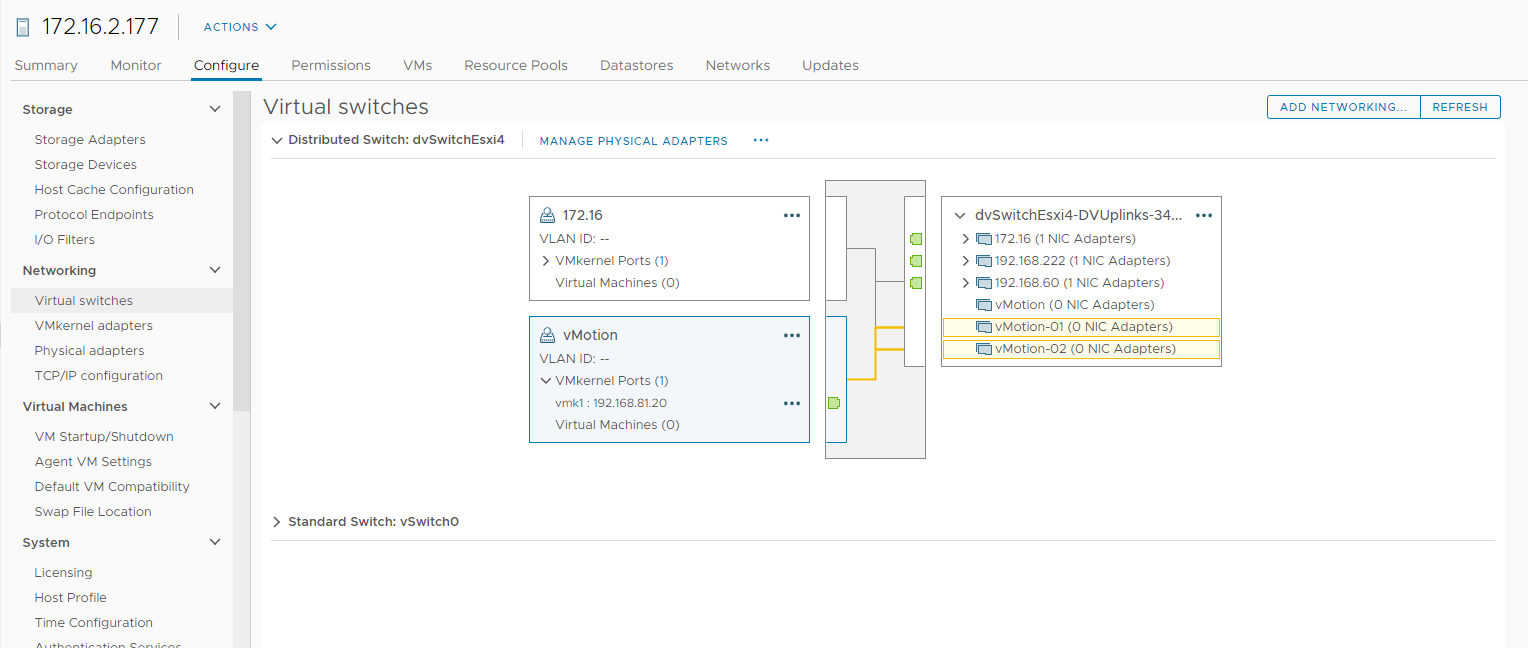 172.16.2.177
ACTIONS
Summary Monitor Configure Permissions VMs Resource Pools Datastores Networks Updates
Storage
Storage Adapters
Storage Devices
Host Cache Configuration
Protocol Endpoints
I/O Filters
Networking
Virtual switches
VMkernel adapters
Physical adapters
TCP/IP configuration
Virtual Machines
VM Startup/Shutdown
Agent VM Settings
Default VM Compatibility
Swap File Location
System
Licensing
Host Profile
Time Configuration
Authentication Services
Virtual switches
ADD NETWORKING... REFRESH
Distributed Switch: dvSwitchEsxi4 MANAGE PHYSICAL ADAPTERS ...
172.16 ...
VLAN ID: --
VMkernel Ports (1)
Virtual Machines (0)
vMotion ...
VLAN ID: --
VMkernel Ports (1)
vmk1 : 192.168.81.20 ...
Virtual Machines (0)
dvSwitchEsxi4-DVUplinks-34... ...
172.16 (1 NIC Adapters)
192.168.222 (1 NIC Adapters)
192.168.60 (1 NIC Adapters)
vMotion (0 NIC Adapters)
vMotion-01 (0 NIC Adapters)
vMotion-02 (0 NIC Adapters)
Standard Switch: vSwitch0